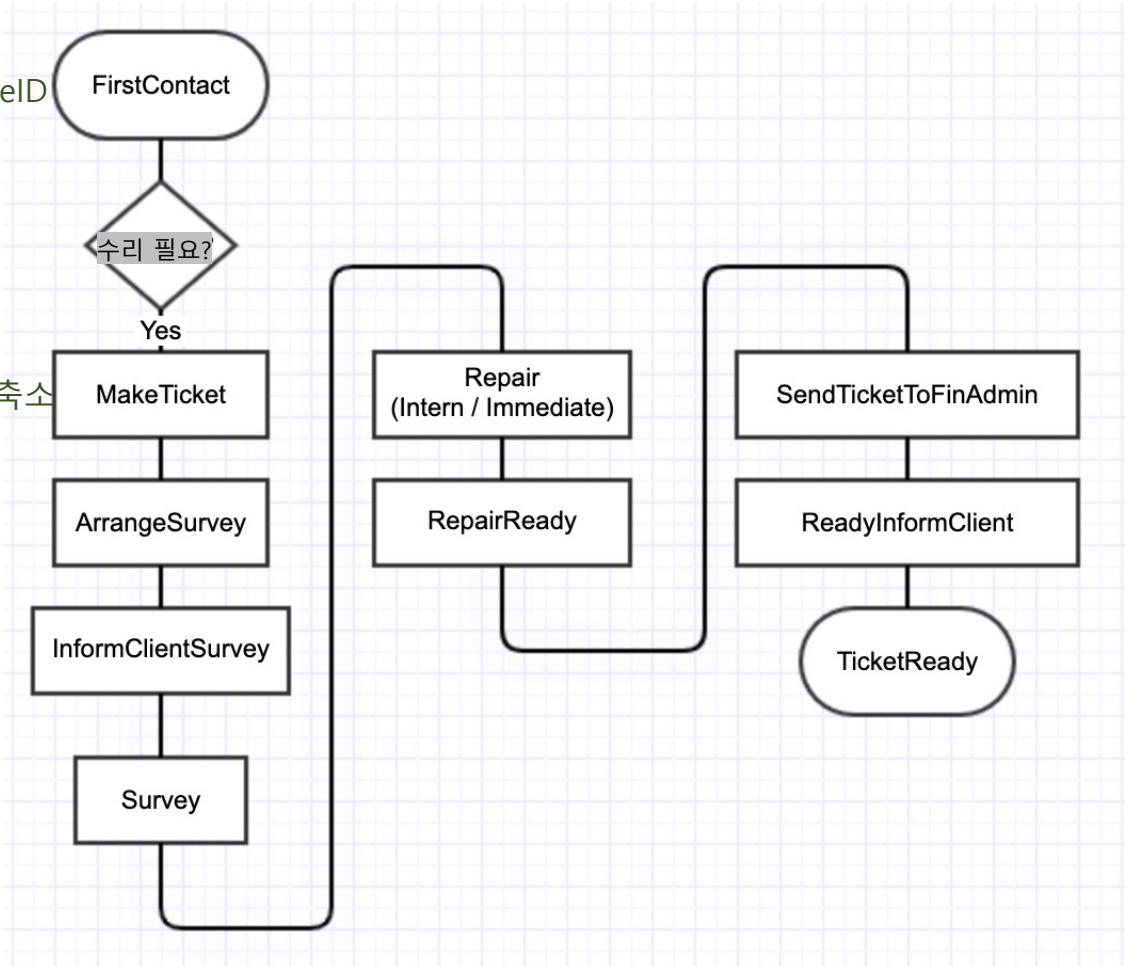 eID
FirstContact
수리 필요?
Yes
축소
MakeTicket
ArrangeSurvey
InformClientSurvey
Survey
Repair
(Intern / Immediate)
RepairReady
SendTicketToFinAdmin
ReadyInformClient
TicketReady